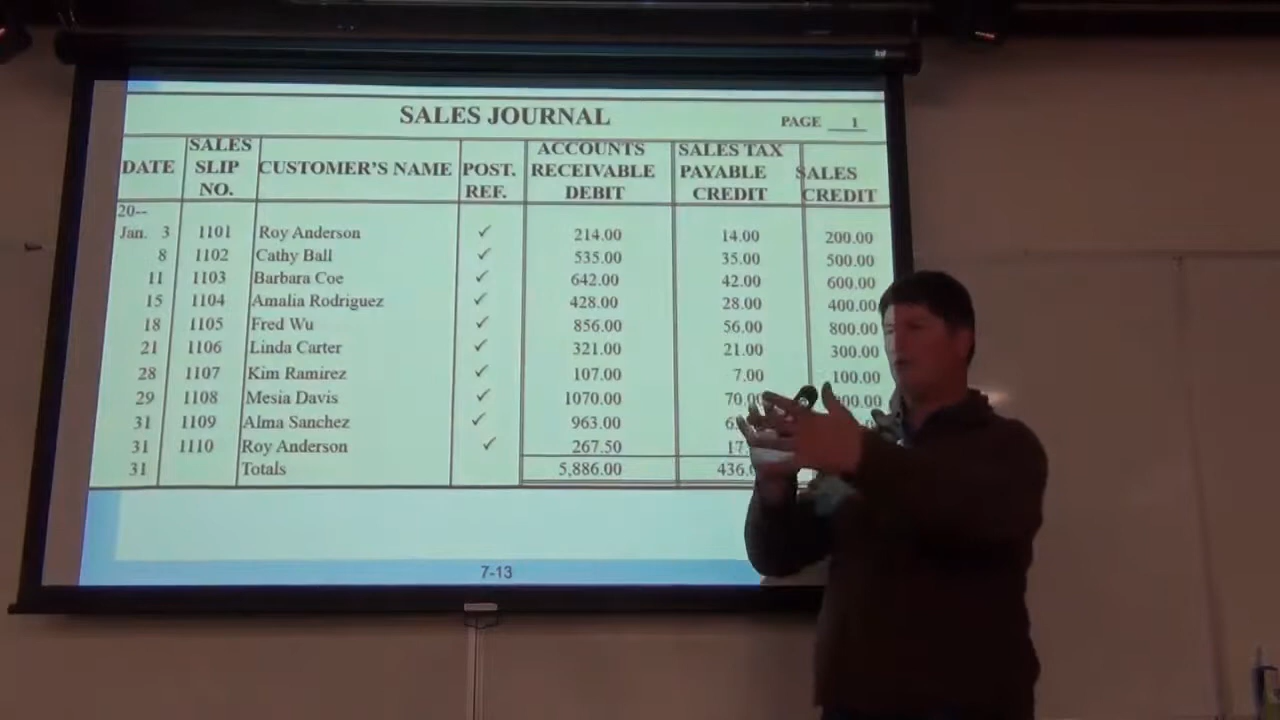 SALES JOURNAL
PAGE 1
DATE SALES SLIP NO. CUSTOMER'S NAME POST. REF. ACCOUNTS RECEIVABLE DEBIT SALES TAX PAYABLE CREDIT SALES CREDIT
20--
Jan. 3 1101 Roy Anderson ✓ 214.00 14.00 200.00
8 1102 Cathy Ball ✓ 535.00 35.00 500.00
11 1103 Barbara Coe ✓ 642.00 42.00 600.00
15 1104 Amalia Rodriguez ✓ 428.00 28.00 400.00
18 1105 Fred Wu ✓ 856.00 56.00 800.00
21 1106 Linda Carter ✓ 321.00 21.00 300.00
28 1107 Kim Ramirez ✓ 107.00 7.00 100.00
29 1108 Mesia Davis ✓ 1070.00
31 1109 Alma Sanchez ✓ 963.00
31 1110 Roy Anderson ✓ 267.50
31 Totals 5,886.00
7-13